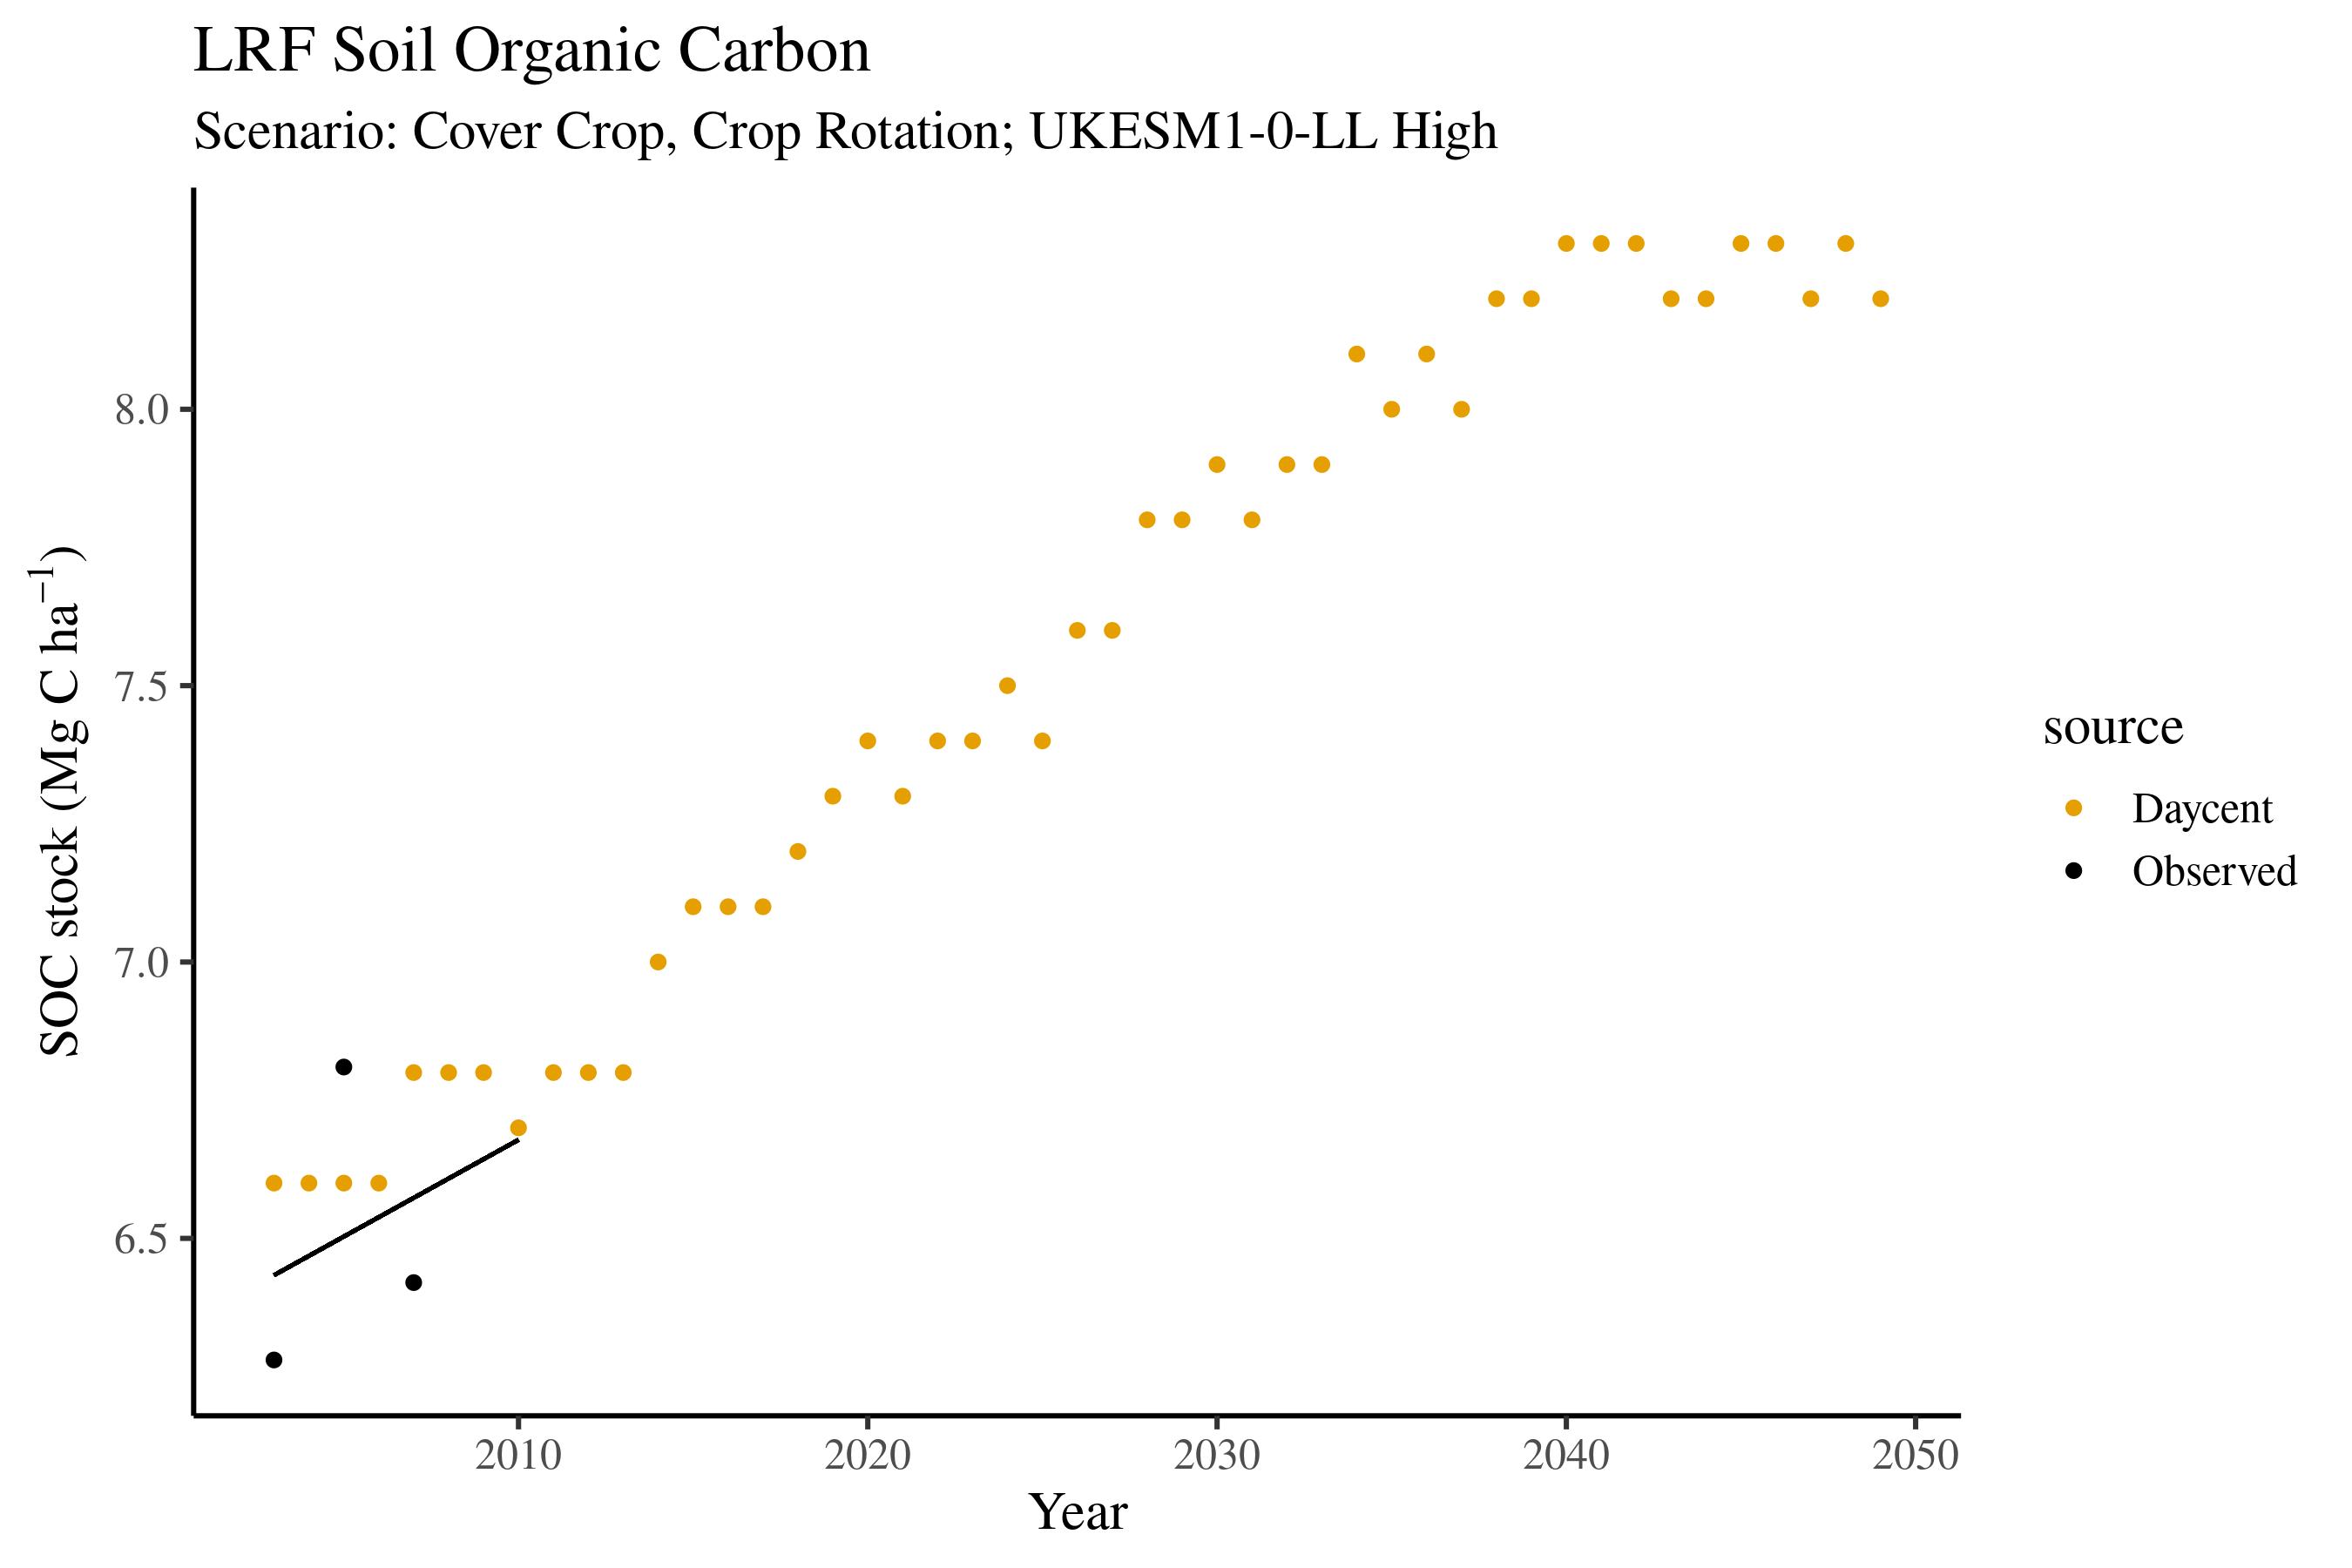 LRF Soil Organic Carbon
Scenario: Cover Crop, Crop Rotation; UKESM1-0-LL High
SOC stock (Mg C ha⁻¹)
8.0
7.5
7.0
6.5
2010 2020 2030 2040 2050
Year
source
Daycent
Observed